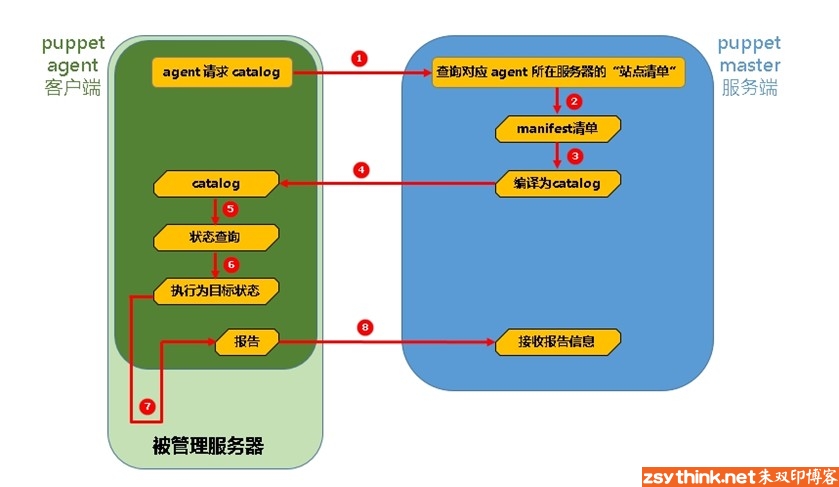 puppet
agent
客户端
agent 请求 catalog
1
查询对应 agent 所在服务器的“站点清单”
puppet
master
服务端
2
manifest清单
3
catalog
4
编译为catalog
5
状态查询
6
执行为目标状态
报告
8
接收报告信息
7
被管理服务器
zsythink.net朱双印博客